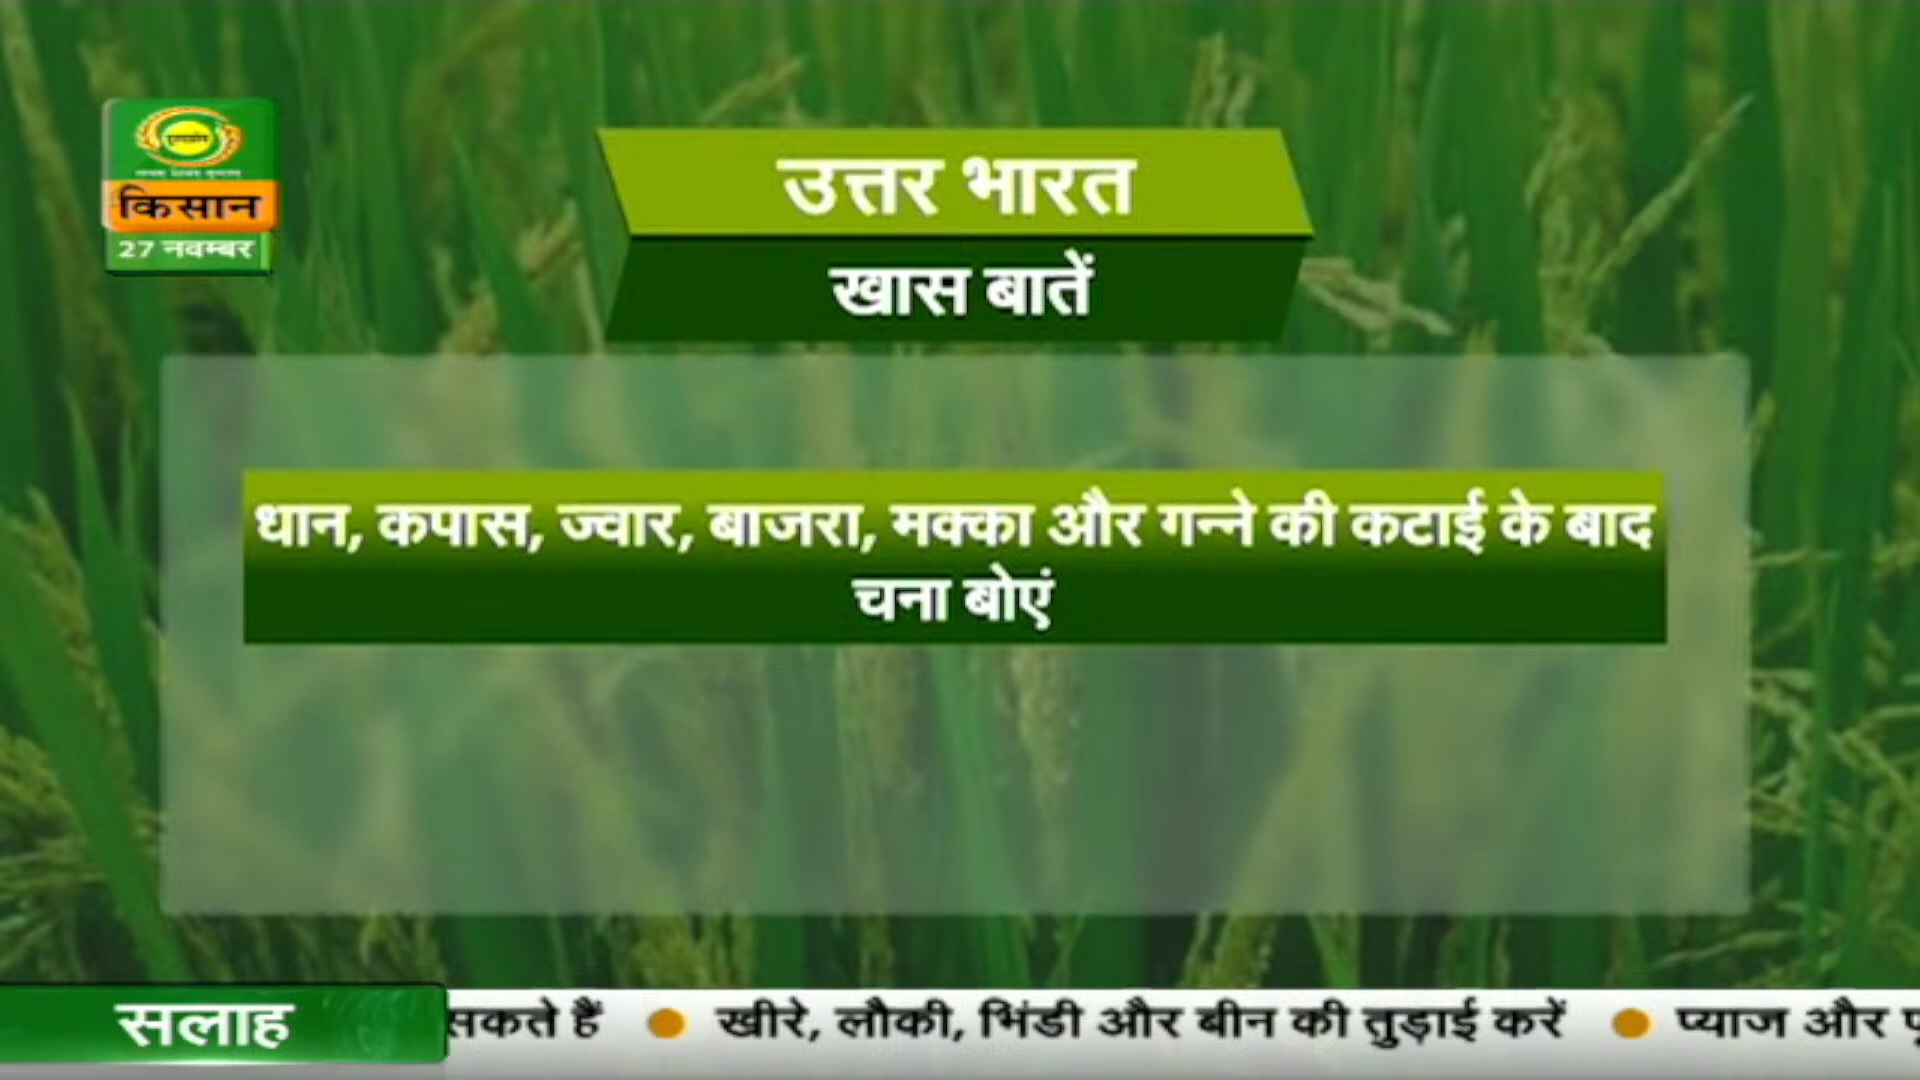 किसान
27 नवम्बर
उत्तर भारत
खास बातें
धान, कपास, ज्वार, बाजरा, मक्का और गन्ने की कटाई के बाद
चना बोएं
सलाह
सकते हैं ● खीरे, लौकी, भिंडी और बीन की तुड़ाई करें ● प्याज और